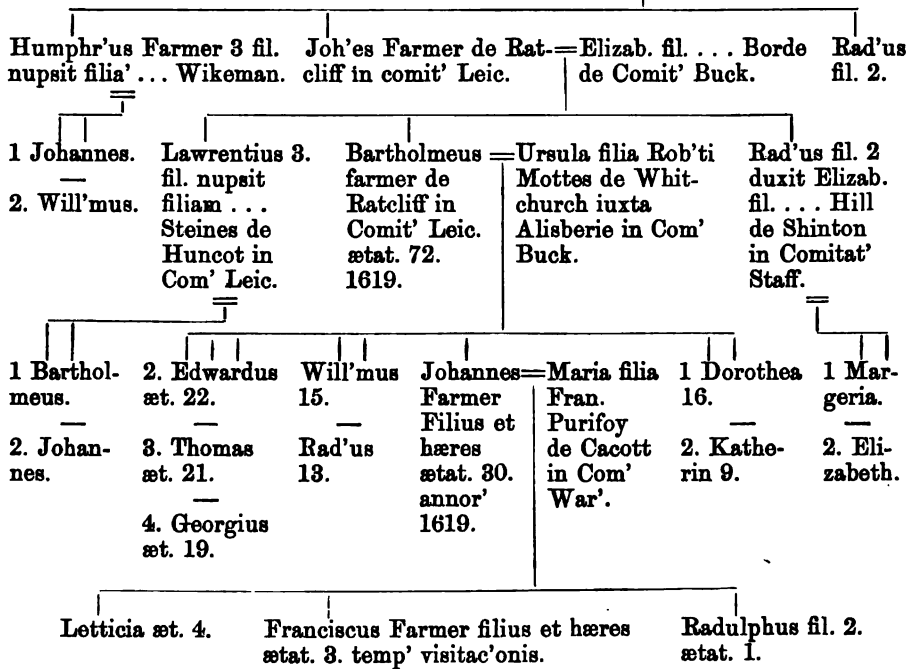 Humphr'us Farmer 3 fil.
nupsit filia' ... Wikeman.
Joh'es Farmer de Rat-
cliff in comit' Leic.
Elizab. fil. . . . Borde
de Comit' Buck.
Rad'us
fil. 2.
1 Johannes.
2. Will'mus.
Lawrentius 3.
fil. nupsit
filiam . . .
Steines de
Huncot in
Com' Leic.
Bartholmeus
farmer de
Ratcliff in
Comit' Leic.
ætat. 72.
1619.
Ursula filia Rob'ti
Mottes de Whit-
church iuxta
Alisberie in Com'
Buck.
Rad'us fil. 2
duxit Elizab.
fil. . . . Hill
de Shinton
in Comitat'
Staff.
1 Barthol-
meus.
2. Johan-
nes.
2. Edwardus
æt. 22.
3. Thomas
æt. 21.
4. Georgius
æt. 19.
Will'mus
15.
Rad'us
13.
Johannes
Farmer
Filius et
hæres
ætat. 30.
annor'
1619.
Maria filia
Fran.
Purifoy
de Cacott
in Com'
War'.
1 Dorothea
16.
2. Kathe-
rin 9.
1 Mar-
geria.
2. Eli-
zabeth.
Letticia æt. 4.
Franciscus Farmer filius et hæres
ætat. 3. temp' visitac'onis.
Radulphus fil. 2.
ætat. 1.